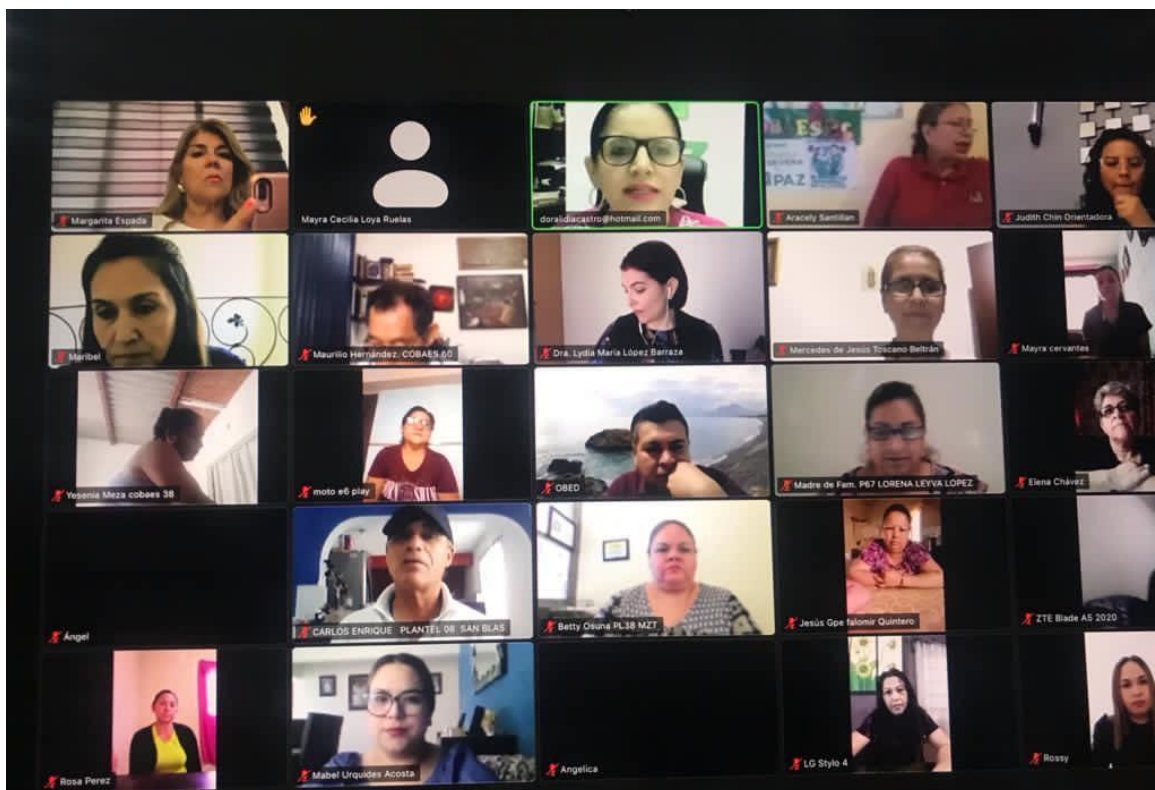 Margarita Espada
Mayra Cecilia Loya Ruelas
doralidiacastro@hotmail.com
PAZ
Aracely Santillan
Judith Chin Orientadora
Maribel
Maurilio Hernández. COBAES 60
Dra. Lydia María López Barraza
Mercedes de Jesús Toscano Beltrán
Mayra cervantes
Yesenia Meza cobaes 38
moto e6 play
OBED
Madre de Fam. P67 LORENA LEYVA LOPEZ
Elena Chávez
Ángel
CARLOS ENRIQUE PLANTEL 08 SAN BLAS
Betty Osuna PL38 MZT
Jesús Gpe Palomir Quintero
ZTE Blade A5 2020
Rosa Perez
Mabel Urquides Acosta
Angelica
LG Stylo 4
Rossy